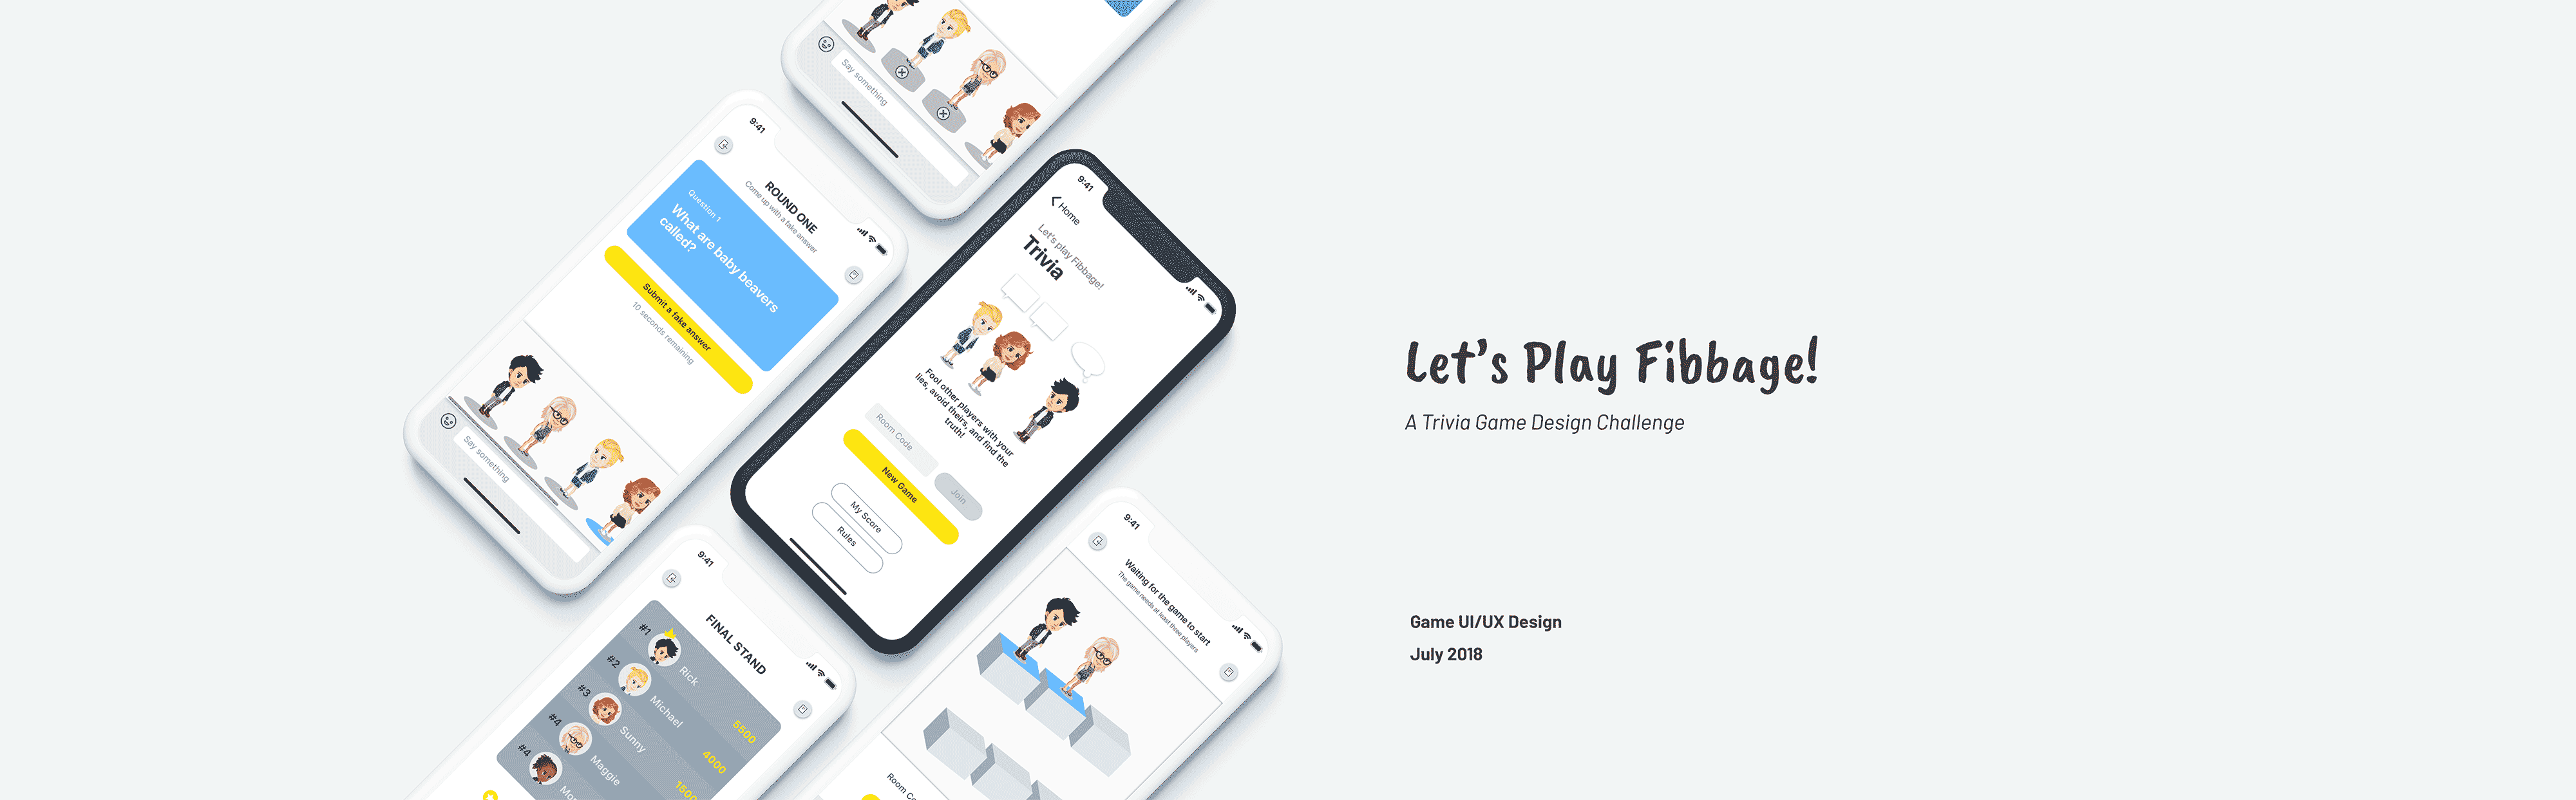 Say something
9:41
ROUND ONE
Come up with a fake answer
Question 1
What are baby beavers
called?
Submit a fake answer
10 seconds remaining
Say something
9:41
Home
Let's play Fibbage!
Trivia
Fool other players with your
lies, avoid theirs, and find the
truth!
Room Code
Join
New Game
My Score
Rules
9:41
FINAL STAND
#1 Rick 5500
#2 Michael 4000
#3 Sunny 1500
#4 Maggie
#4
9:41
Waiting for the game to start
The game needs at least three players
Room
Let's Play Fibbage!
A Trivia Game Design Challenge
Game UI/UX Design
July 2018